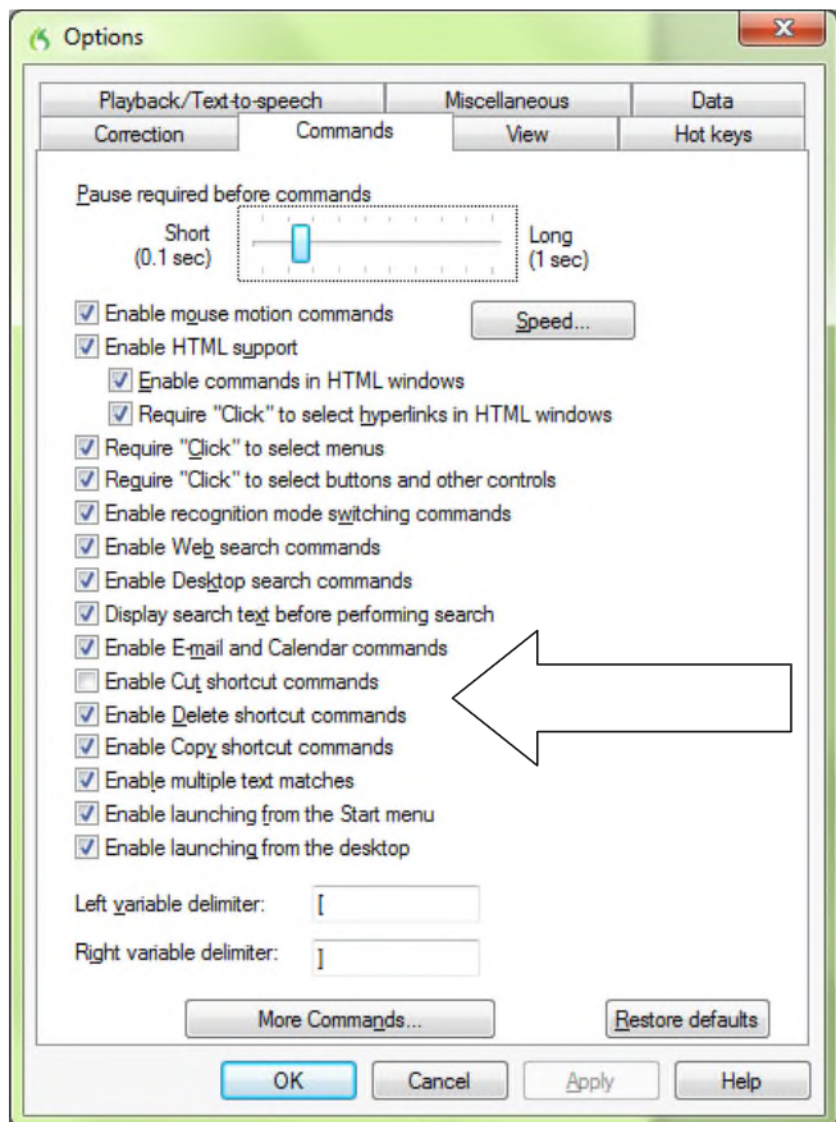 Options
Playback/Text-to-speech Miscellaneous Data
Correction Commands View Hot keys
Pause required before commands
Short Long
(0.1 sec) (1 sec)
Enable mouse motion commands Speed...
Enable HTML support
Enable commands in HTML windows
Require "Click" to select hyperlinks in HTML windows
Require "Click" to select menus
Require "Click" to select buttons and other controls
Enable recognition mode switching commands
Enable Web search commands
Enable Desktop search commands
Display search text before performing search
Enable E-mail and Calendar commands
Enable Cut shortcut commands
Enable Delete shortcut commands
Enable Copy shortcut commands
Enable multiple text matches
Enable launching from the Start menu
Enable launching from the desktop
Left variable delimiter: [
Right variable delimiter: ]
More Commands... Restore defaults
OK Cancel Apply Help